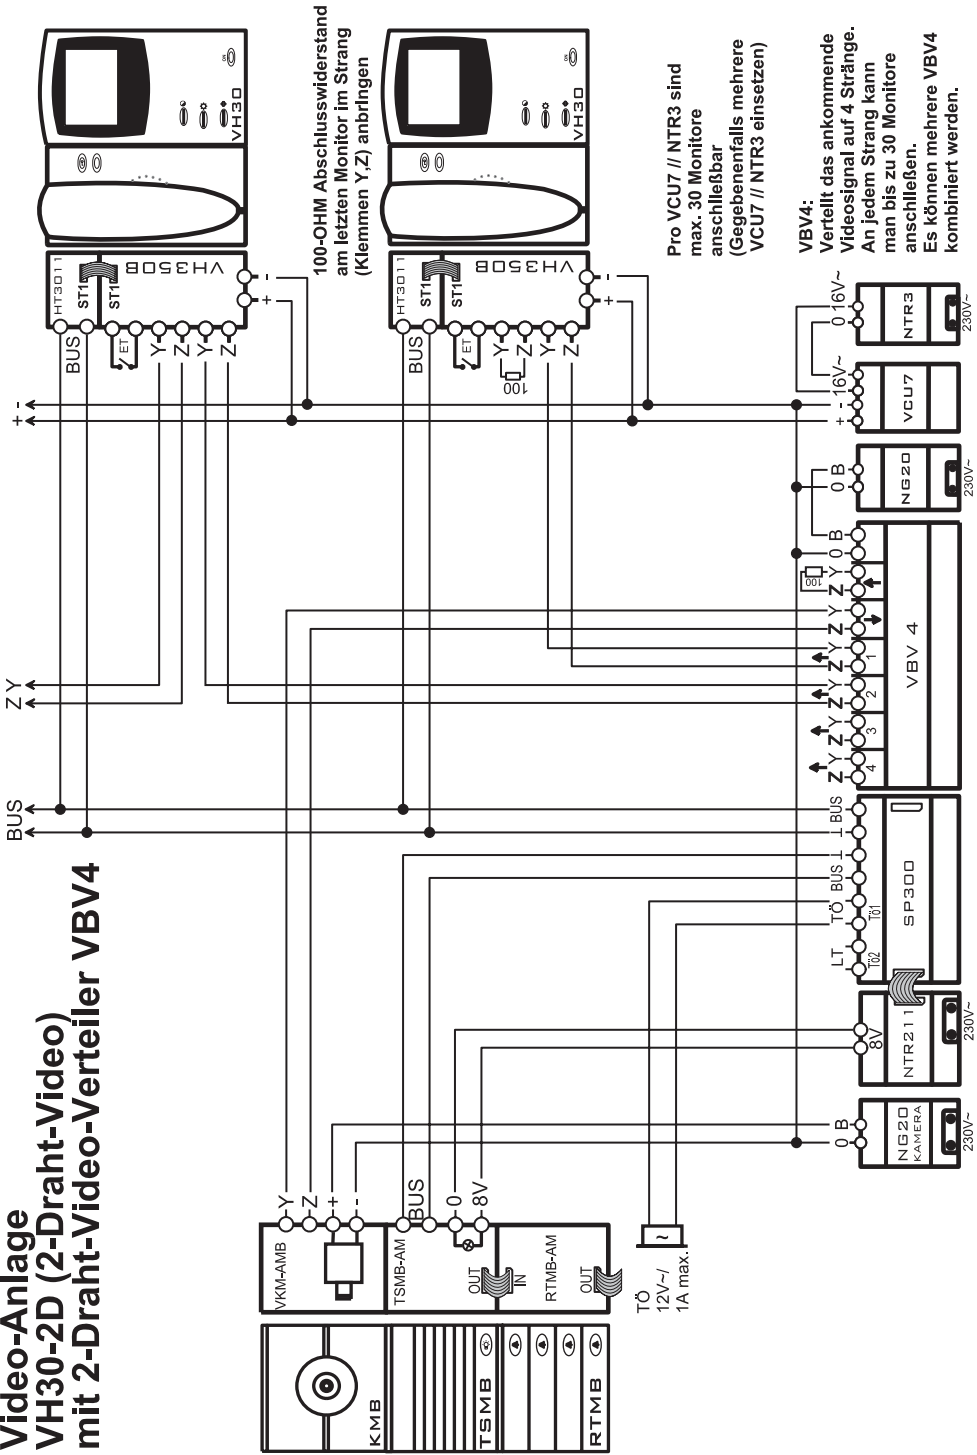 Video-Anlage
VH30-2D (2-Draht-Video)
mit 2-Draht-Video-Verteiler VBV4
BUS
Z Y
+ -
HT3011
VH350B
ST1
ST1
BUS
ET
Y
Z
Y
Z
+
-
VH30
100-OHM Abschlusswiderstand
am letzten Monitor im Strang
(Klemmen Y,Z) anbringen
HT3011
VH350B
ST1
ST1
BUS
ET
Y
Z
Y
Z
100
+
-
VH30
Pro VCU7 // NTR3 sind
max. 30 Monitore
anschließbar
(Gegebenenfalls mehrere
VCU7 // NTR3 einsetzen)
VBV4:
Verteilt das ankommende
Videosignal auf 4 Stränge.
An jedem Strang kann
man bis zu 30 Monitore
anschließen.
Es können mehrere VBV4
kombiniert werden.
KMB
TSMB
RTMB
VKM-AMB
Y
Z
+
-
TSMB-AM
BUS
0
8V
OUT
IN
RTMB-AM
OUT
TÖ
12V~/
1A max.
~
0 B
NG20
KAMERA
230V~
8V
NTR211
230V~
LT
TÖ
BUS
⊥
⊥
BUS
Tö2
Tö1
SP300
Z Y
Z Y
Z Y
Z Y
Z Y
Z Y
0 B
100
4
3
2
1
VBV 4
0 B
NG20
230V~
+ -
16V~
VCU7
0 16V~
NTR3
230V~